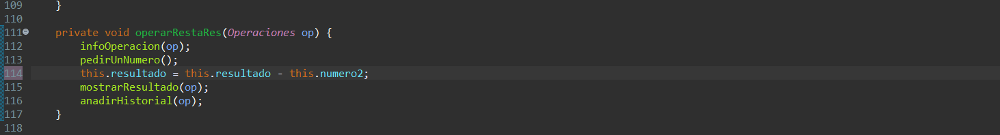 109 }
110
111 private void operarRestaRes(Operaciones op) {
112 infoOperacion(op);
113 pedirUnNumero();
114 this.resultado = this.resultado - this.numero2;
115 mostrarResultado(op);
116 anadirHistorial(op);
117 }
118